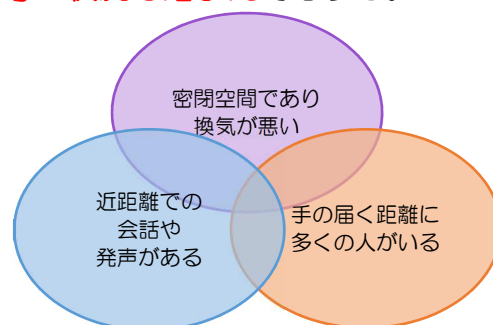 密閉空間であり
換気が悪い
近距離での
会話や
発声がある
手の届く距離に
多くの人がいる